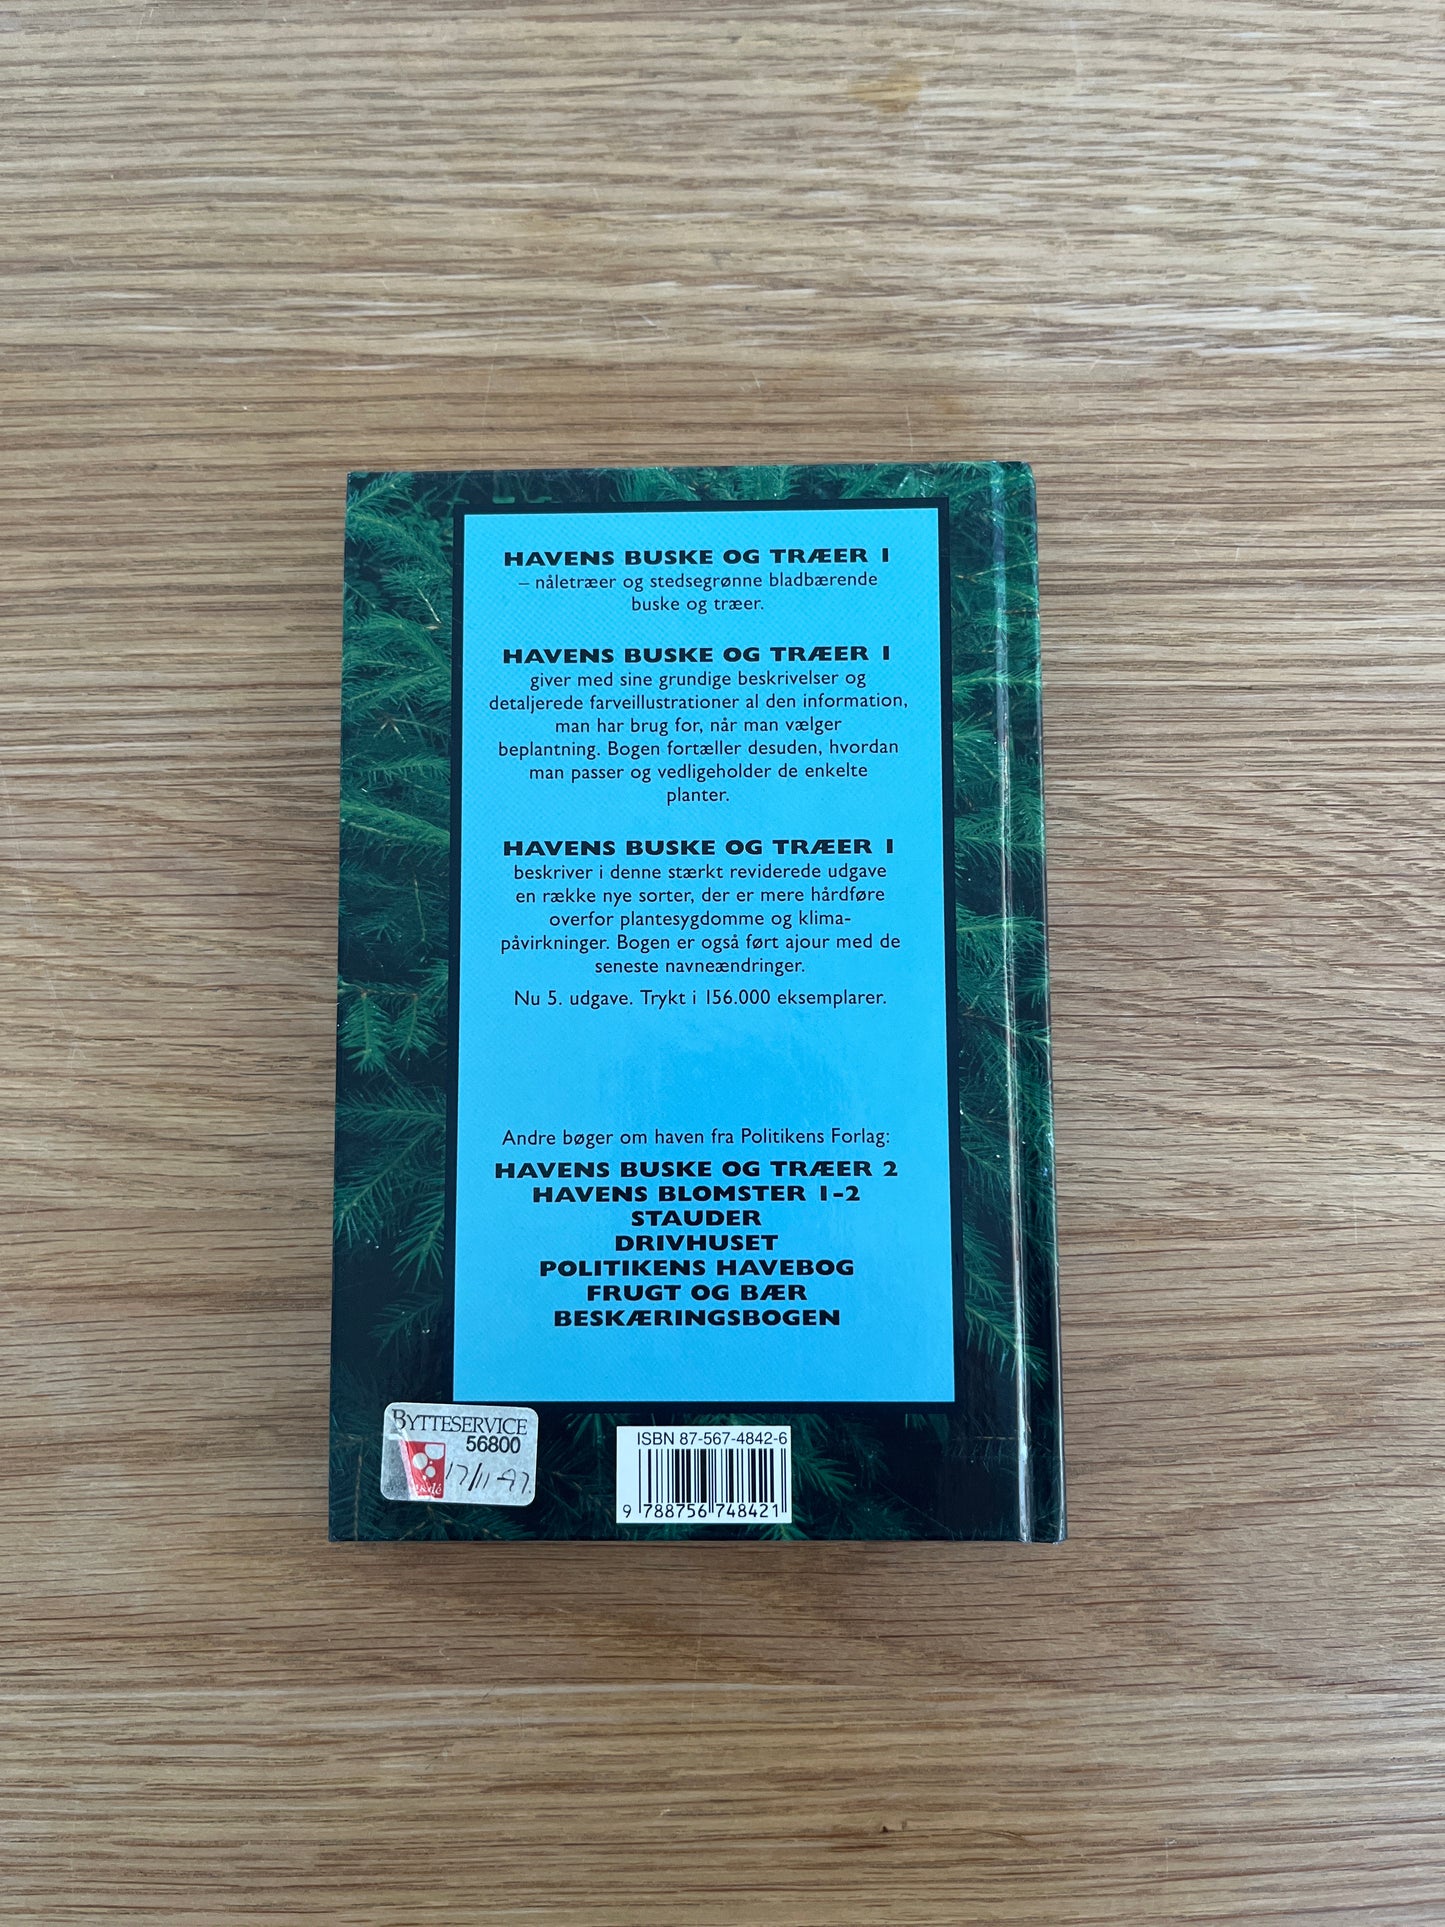 HAVENS BUSKE OG TRÆER 1
– nåletræer og stedsegrønne bladbærende
buske og træer.
HAVENS BUSKE OG TRÆER 1
giver med sine grundige beskrivelser og
detaljerede farveillustrationer al den information,
man har brug for, når man vælger
beplantning. Bogen fortæller desuden, hvordan
man passer og vedligeholder de enkelte
planter.
HAVENS BUSKE OG TRÆER 1
beskriver i denne stærkt reviderede udgave
en række nye sorter, der er mere hårdføre
overfor plantesygdomme og klima-
påvirkninger. Bogen er også ført ajour med de
seneste navneændringer.
Nu 5. udgave. Trykt i 156.000 eksemplarer.
Andre bøger om haven fra Politikens Forlag:
HAVENS BUSKE OG TRÆER 2
HAVENS BLOMSTER 1-2
STAUDER
DRIVHUSET
POLITIKENS HAVEBOG
FRUGT OG BÆR
BESKÆRINGSBOGEN
BYTTESERVICE
56800
17/11-97.
ISBN 87-567-4842-6
9 788756 748421